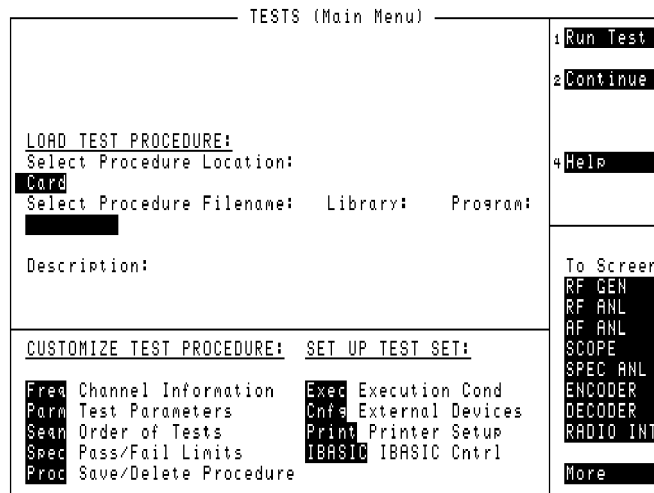 TESTS (Main Menu)
LOAD TEST PROCEDURE:
Select Procedure Location:
Card
Select Procedure Filename: Library: Program:
Description:
CUSTOMIZE TEST PROCEDURE:
Freq Channel Information
Parm Test Parameters
Seqn Order of Tests
Spec Pass/Fail Limits
Proc Save/Delete Procedure
SET UP TEST SET:
Exec Execution Cond
Cnfg External Devices
Print Printer Setup
IBASIC IBASIC Cntrl
1 Run Test
2 Continue
4 Help
To Screen
RF GEN
RF ANL
AF ANL
SCOPE
SPEC ANL
ENCODER
DECODER
RADIO INT
More